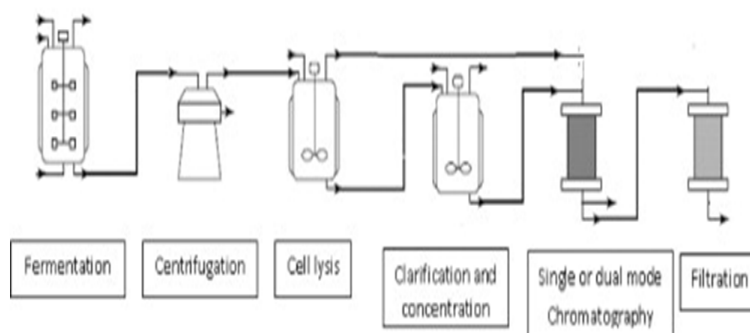 Fermentation
Centrifugation
Cell lysis
Clarification and
concentration
Single or dual mode
Chromatography
Filtration